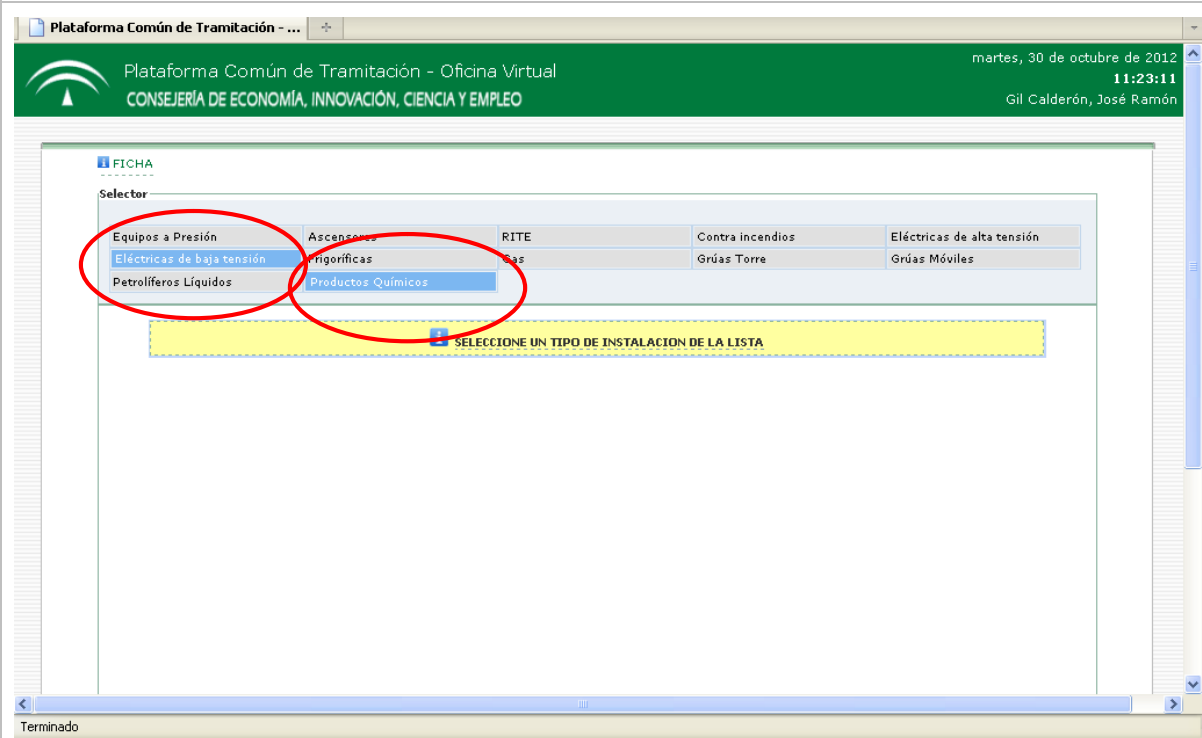 Plataforma Común de Tramitación - ...
Plataforma Común de Tramitación - Oficina Virtual
CONSEJERÍA DE ECONOMÍA, INNOVACIÓN, CIENCIA Y EMPLEO
martes, 30 de octubre de 2012
11:23:11
Gil Calderón, José Ramón
FICHA
Selector
Equipos a Presión Ascensores RITE Contra incendios Eléctricas de alta tensión
Eléctricas de baja tensión Frigoríficas Gas Grúas Torre Grúas Móviles
Petrolíferos Líquidos Productos Químicos
SELECCIONE UN TIPO DE INSTALACION DE LA LISTA
Terminado